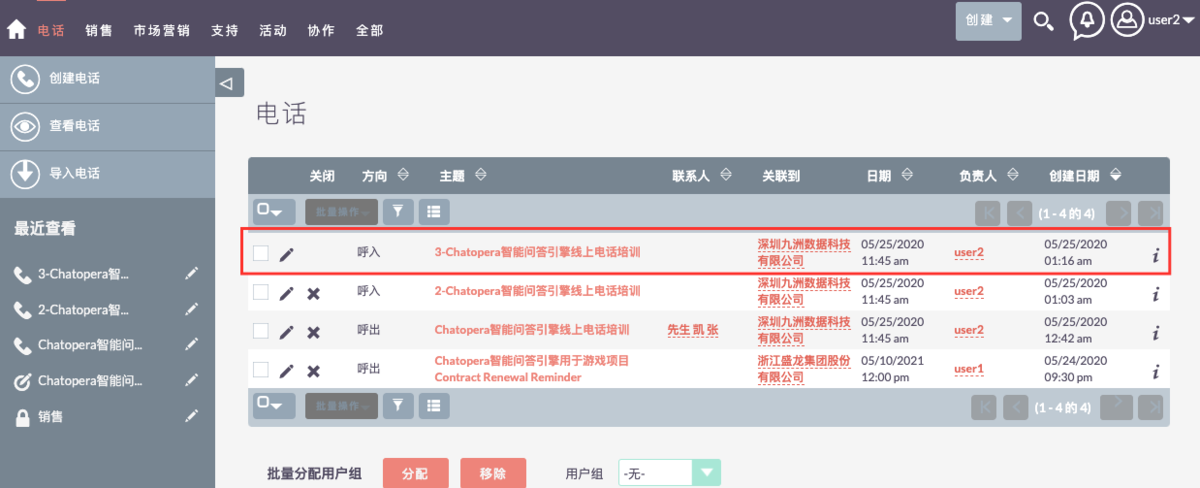 电话 销售 市场营销 支持 活动 协作 全部 创建 user2
创建电话
查看电话
导入电话
最近查看
3-Chatopera智...
2-Chatopera智...
Chatopera智能问...
Chatopera智能问...
销售
电话
关闭 方向 主题 联系人 关联到 日期 负责人 创建日期
批量操作 (1 - 4 的 4)
呼入 3-Chatopera智能问答引擎线上电话培训 深圳九洲数据科技 05/25/2020 user2 05/25/2020
有限公司 11:45 am 01:16 am
呼入 2-Chatopera智能问答引擎线上电话培训 深圳九洲数据科技 05/25/2020 user2 05/25/2020
有限公司 11:45 am 01:03 am
呼出 Chatopera智能问答引擎线上电话培训 先生 凯 张 深圳九洲数据科技 05/25/2020 user2 05/25/2020
有限公司 11:45 am 12:42 am
呼出 Chatopera智能问答引擎用于游戏项目 浙江盛龙集团股份 05/10/2021 user1 05/24/2020
Contract Renewal Reminder 有限公司 12:00 pm 09:30 pm
批量操作 (1 - 4 的 4)
批量分配用户组 分配 移除 用户组 -无-